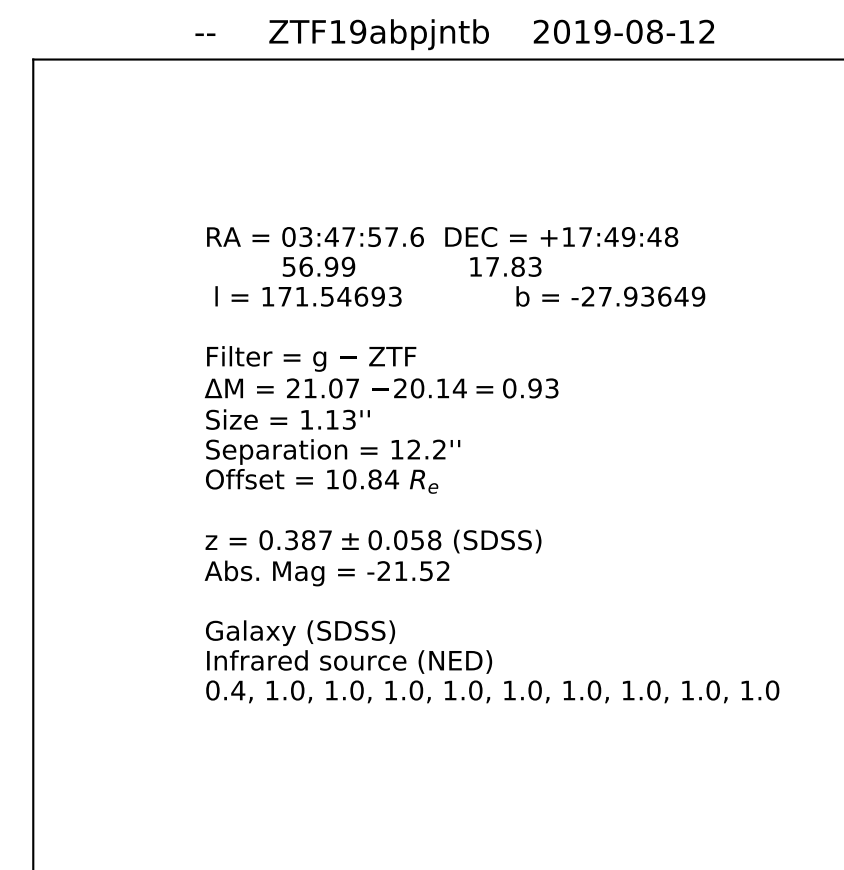 -- ZTF19abpjntb 2019-08-12
RA = 03:47:57.6 DEC = +17:49:48
56.99 17.83
l = 171.54693 b = -27.93649
Filter = g − ZTF
ΔM = 21.07 −20.14 = 0.93
Size = 1.13''
Separation = 12.2''
Offset = 10.84 Rₑ
z = 0.387 ± 0.058 (SDSS)
Abs. Mag = -21.52
Galaxy (SDSS)
Infrared source (NED)
0.4, 1.0, 1.0, 1.0, 1.0, 1.0, 1.0, 1.0, 1.0, 1.0